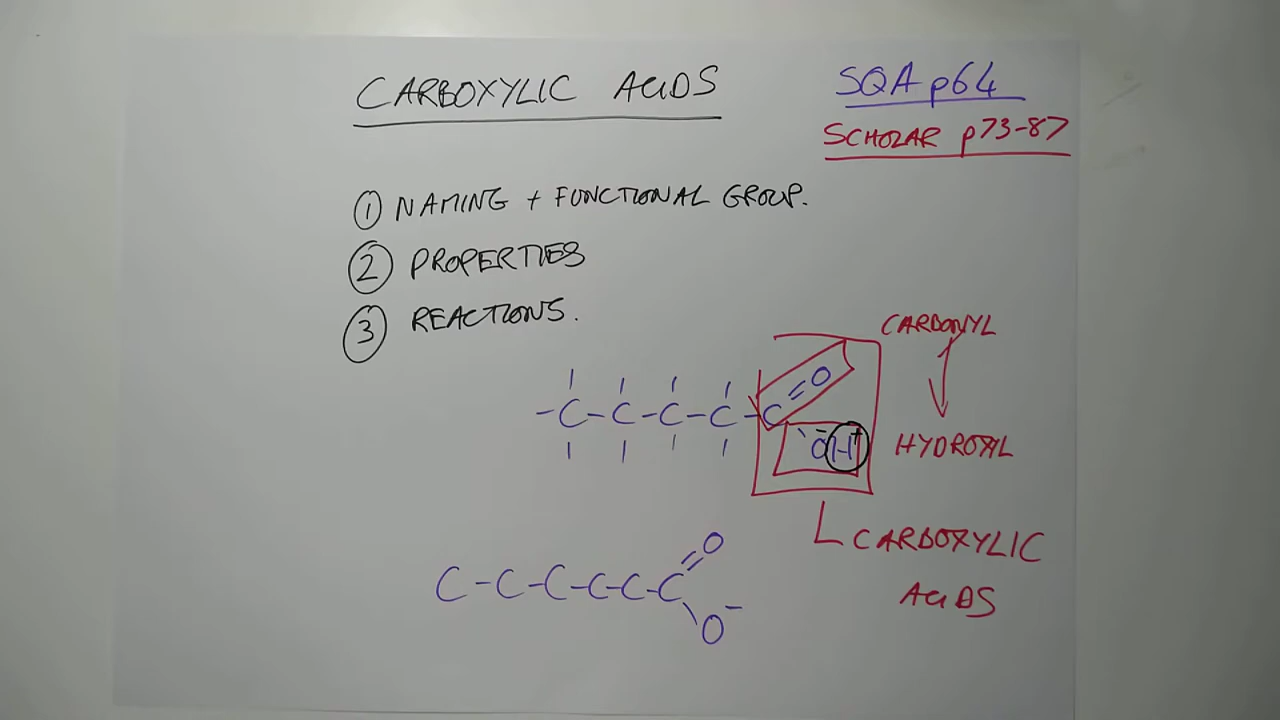 CARBOXYLIC ACIDS
SQA p64
SCHOLAR p73-87
① NAMING + FUNCTIONAL GROUP.
② PROPERTIES
③ REACTIONS.
CARBONYL
=O
-C-C-C-C-C
OH
- +
HYDROXYL
CARBOXYLIC
ACIDS
=O
C-C-C-C-C-C
O-